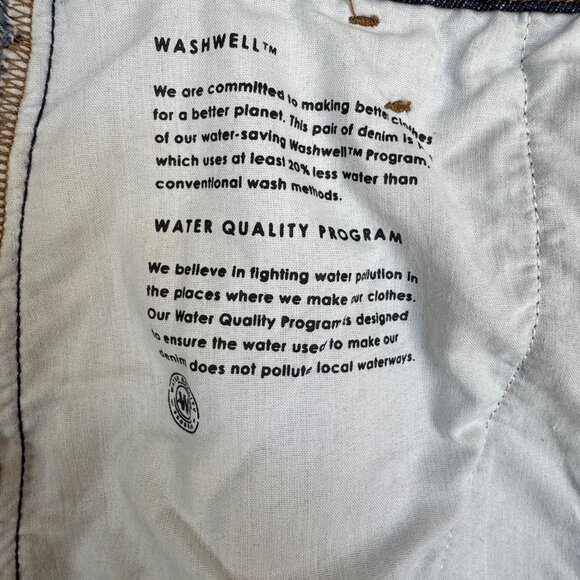 WASHWELL™
We are committed to making better clothes
for a better planet. This pair of denim is
of our water-saving Washwell™ Program,
which uses at least 20% less water than
conventional wash methods.
WATER QUALITY PROGRAM
We believe in fighting water pollution in
the places where we make our clothes.
Our Water Quality Program is designed
to ensure the water used to make our
denim does not pollute local waterways.